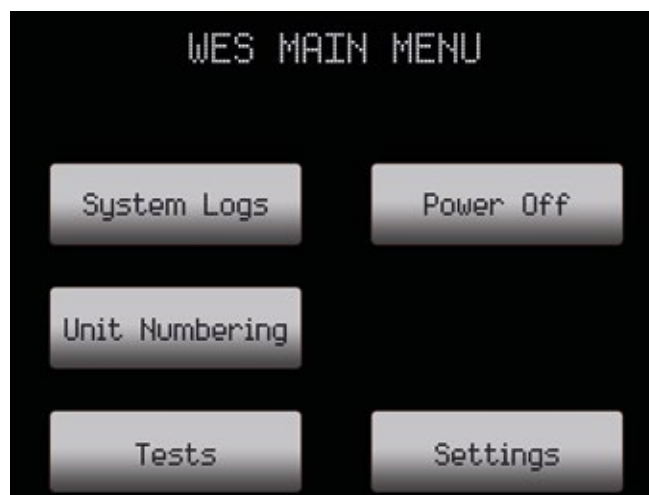 WES MAIN MENU
System Logs
Power Off
Unit Numbering
Tests
Settings